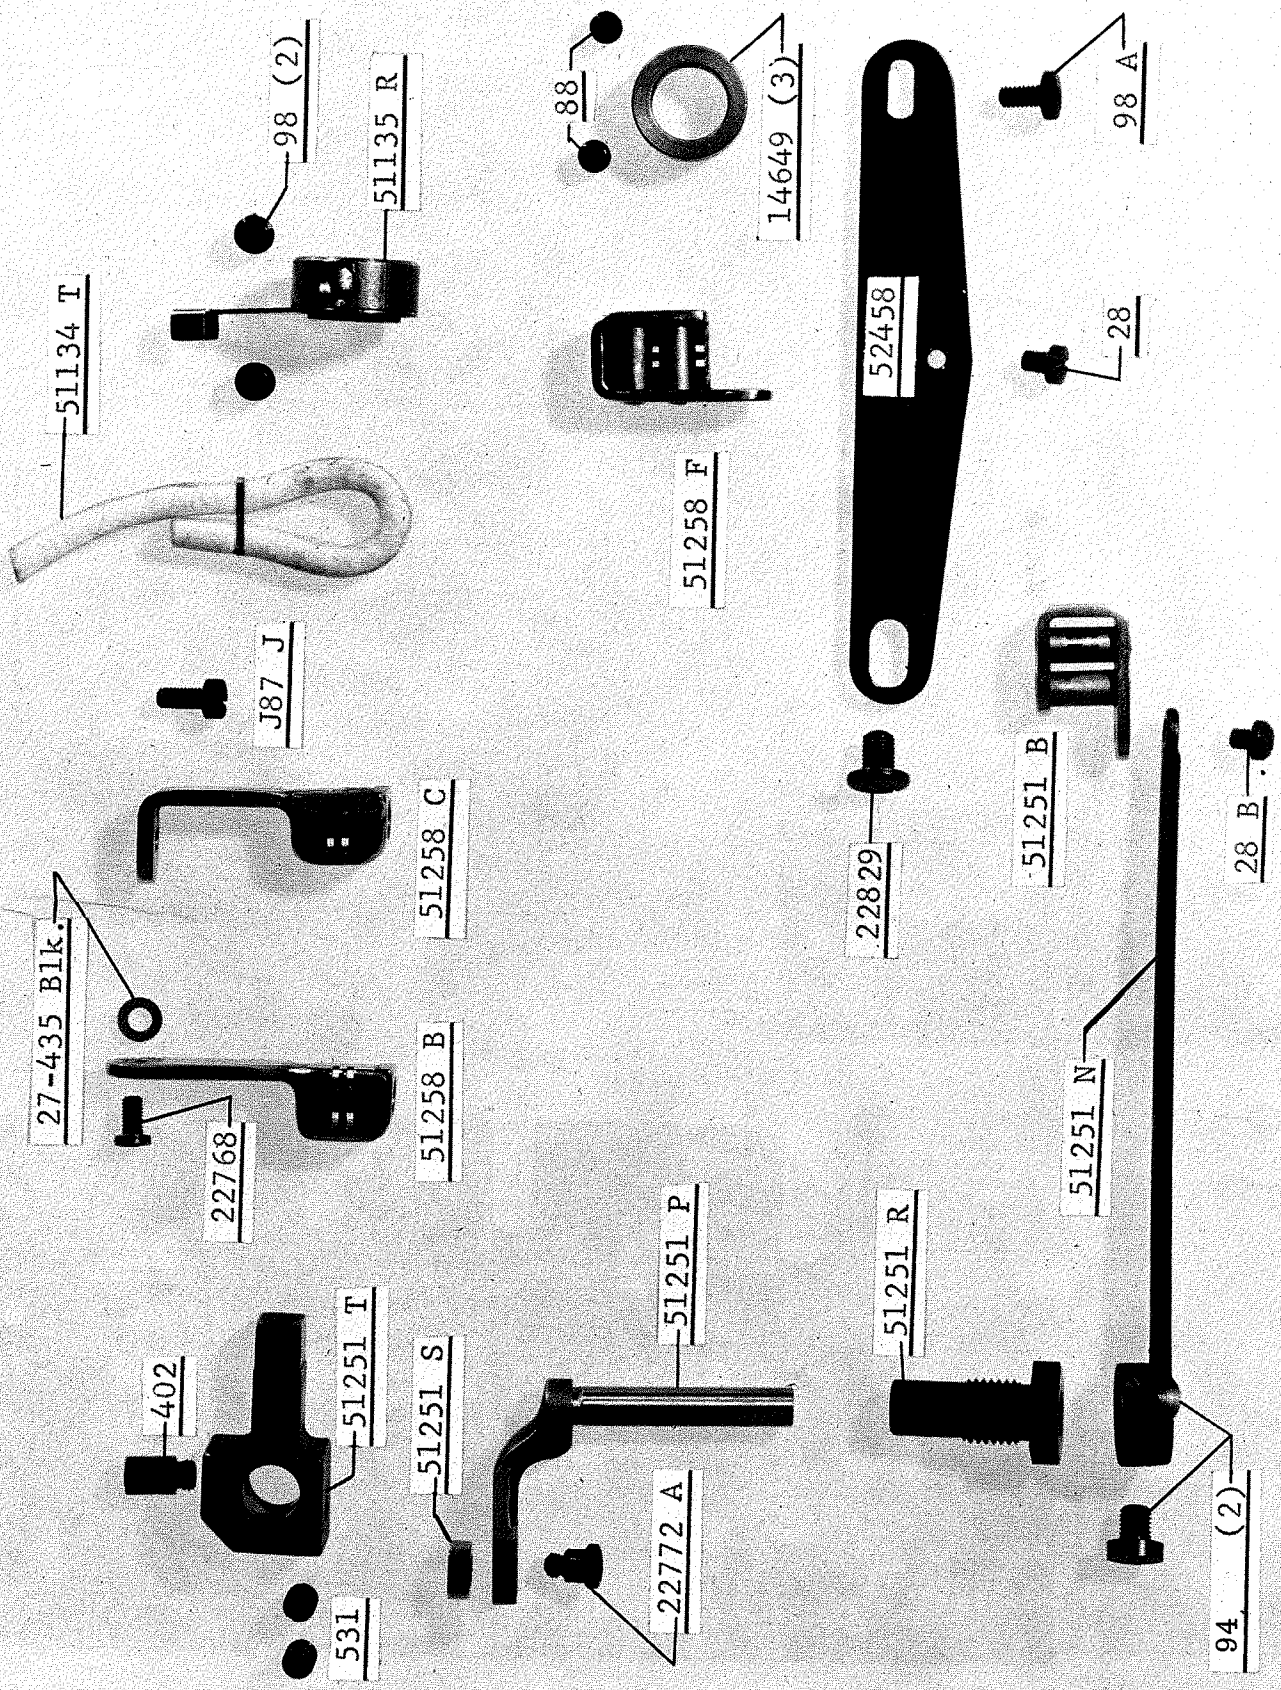 27-435 Blk.
51134 T
402
22768
J87 J
98 (2)
531
51251 T
51135 R
51251 S
51258 B
51258 C
88
22772 A
51251 P
51258 F
14649 (3)
51251 R
22829
52458
51251 N
51251 B
28
98 A
94 (2)
28 B